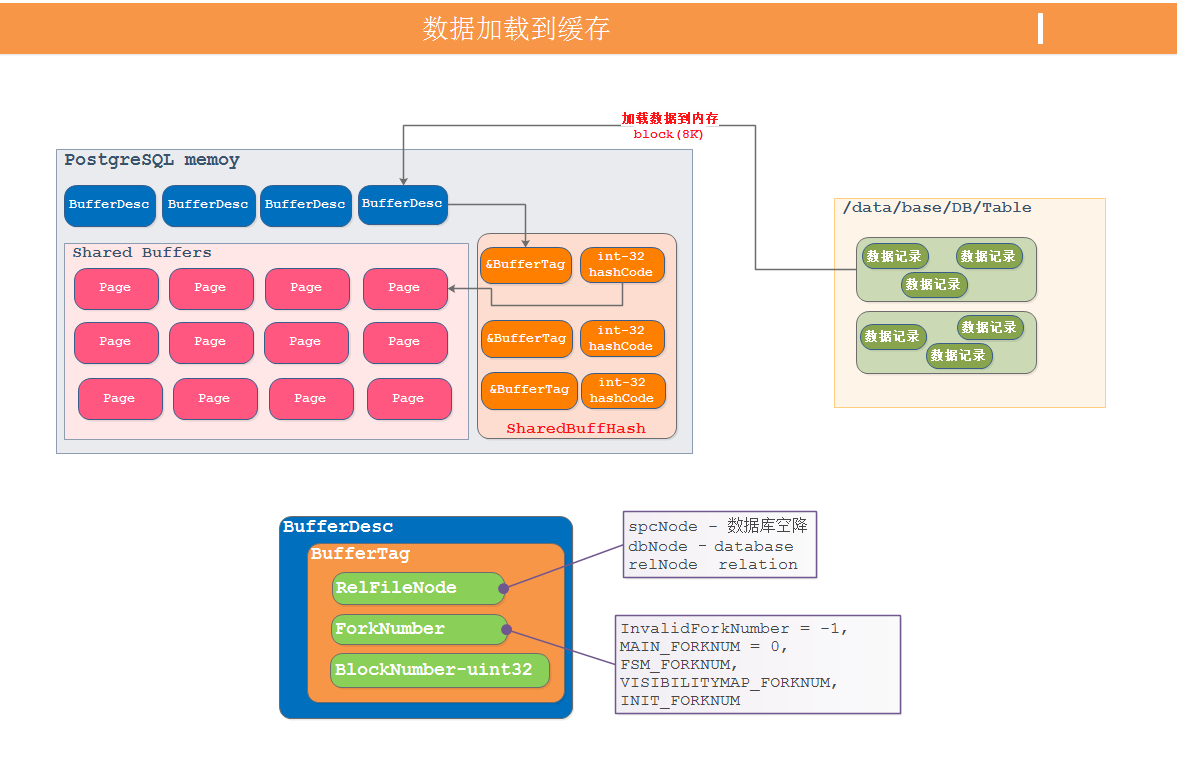 数据加载到缓存
加载数据到内存
block(8K)
PostgreSQL memoy
BufferDesc BufferDesc BufferDesc BufferDesc
/data/base/DB/Table
数据记录 数据记录
数据记录
数据记录 数据记录
数据记录
Shared Buffers
Page Page Page Page
Page Page Page Page
Page Page Page Page
&BufferTag
int-32
hashCode
&BufferTag
int-32
hashCode
&BufferTag
int-32
hashCode
SharedBuffHash
BufferDesc
BufferTag
RelFileNode
ForkNumber
BlockNumber-uint32
spcNode - 数据库空降
dbNode - database
relNode relation
InvalidForkNumber = -1,
MAIN_FORKNUM = 0,
FSM_FORKNUM,
VISIBILITYMAP_FORKNUM,
INIT_FORKNUM